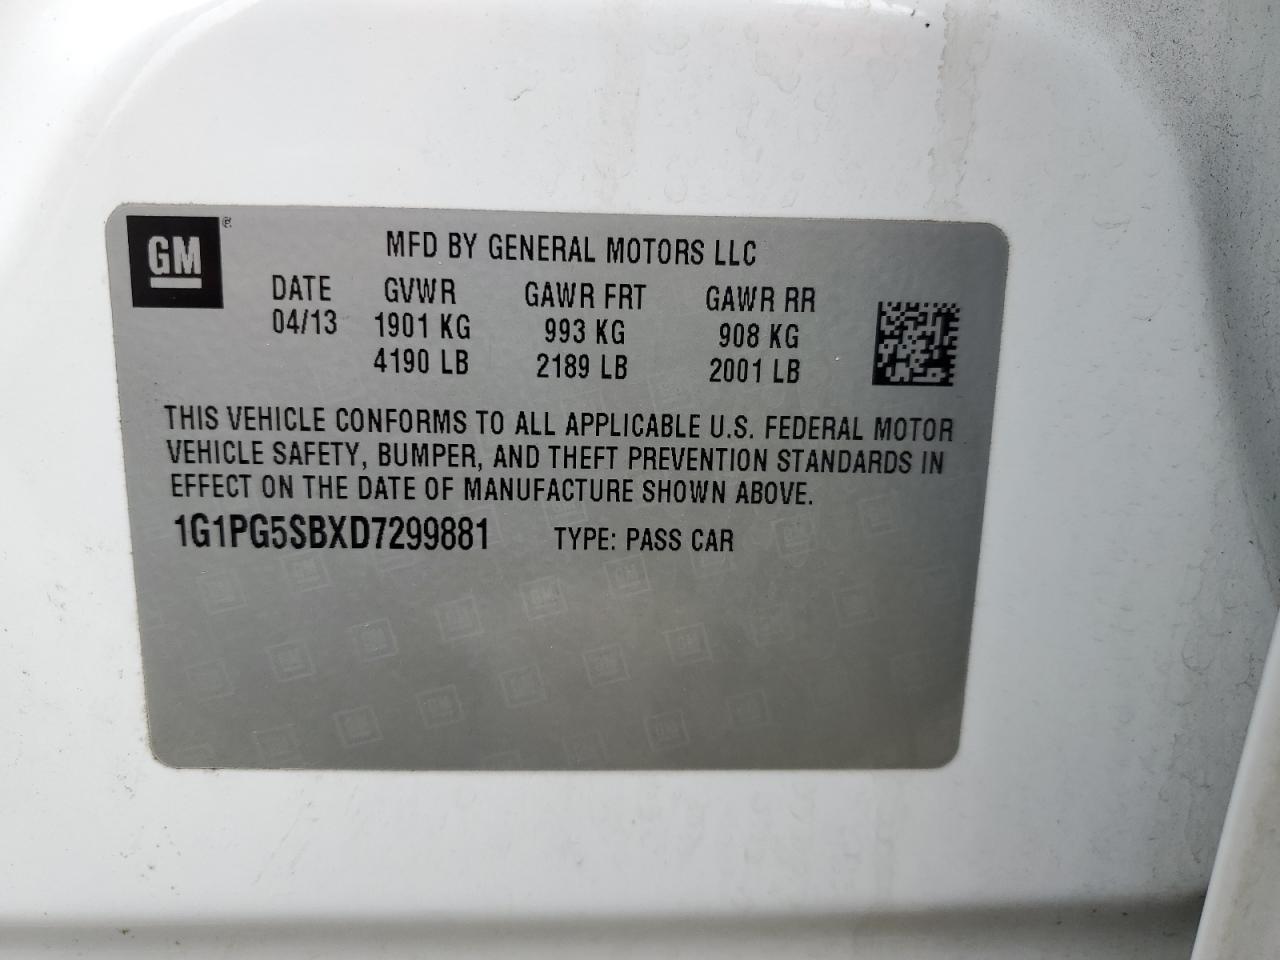 GM ®
MFD BY GENERAL MOTORS LLC
DATE GVWR GAWR FRT GAWR RR
04/13 1901 KG 993 KG 908 KG
4190 LB 2189 LB 2001 LB
THIS VEHICLE CONFORMS TO ALL APPLICABLE U.S. FEDERAL MOTOR
VEHICLE SAFETY, BUMPER, AND THEFT PREVENTION STANDARDS IN
EFFECT ON THE DATE OF MANUFACTURE SHOWN ABOVE.
1G1PG5SBXD7299881 TYPE: PASS CAR